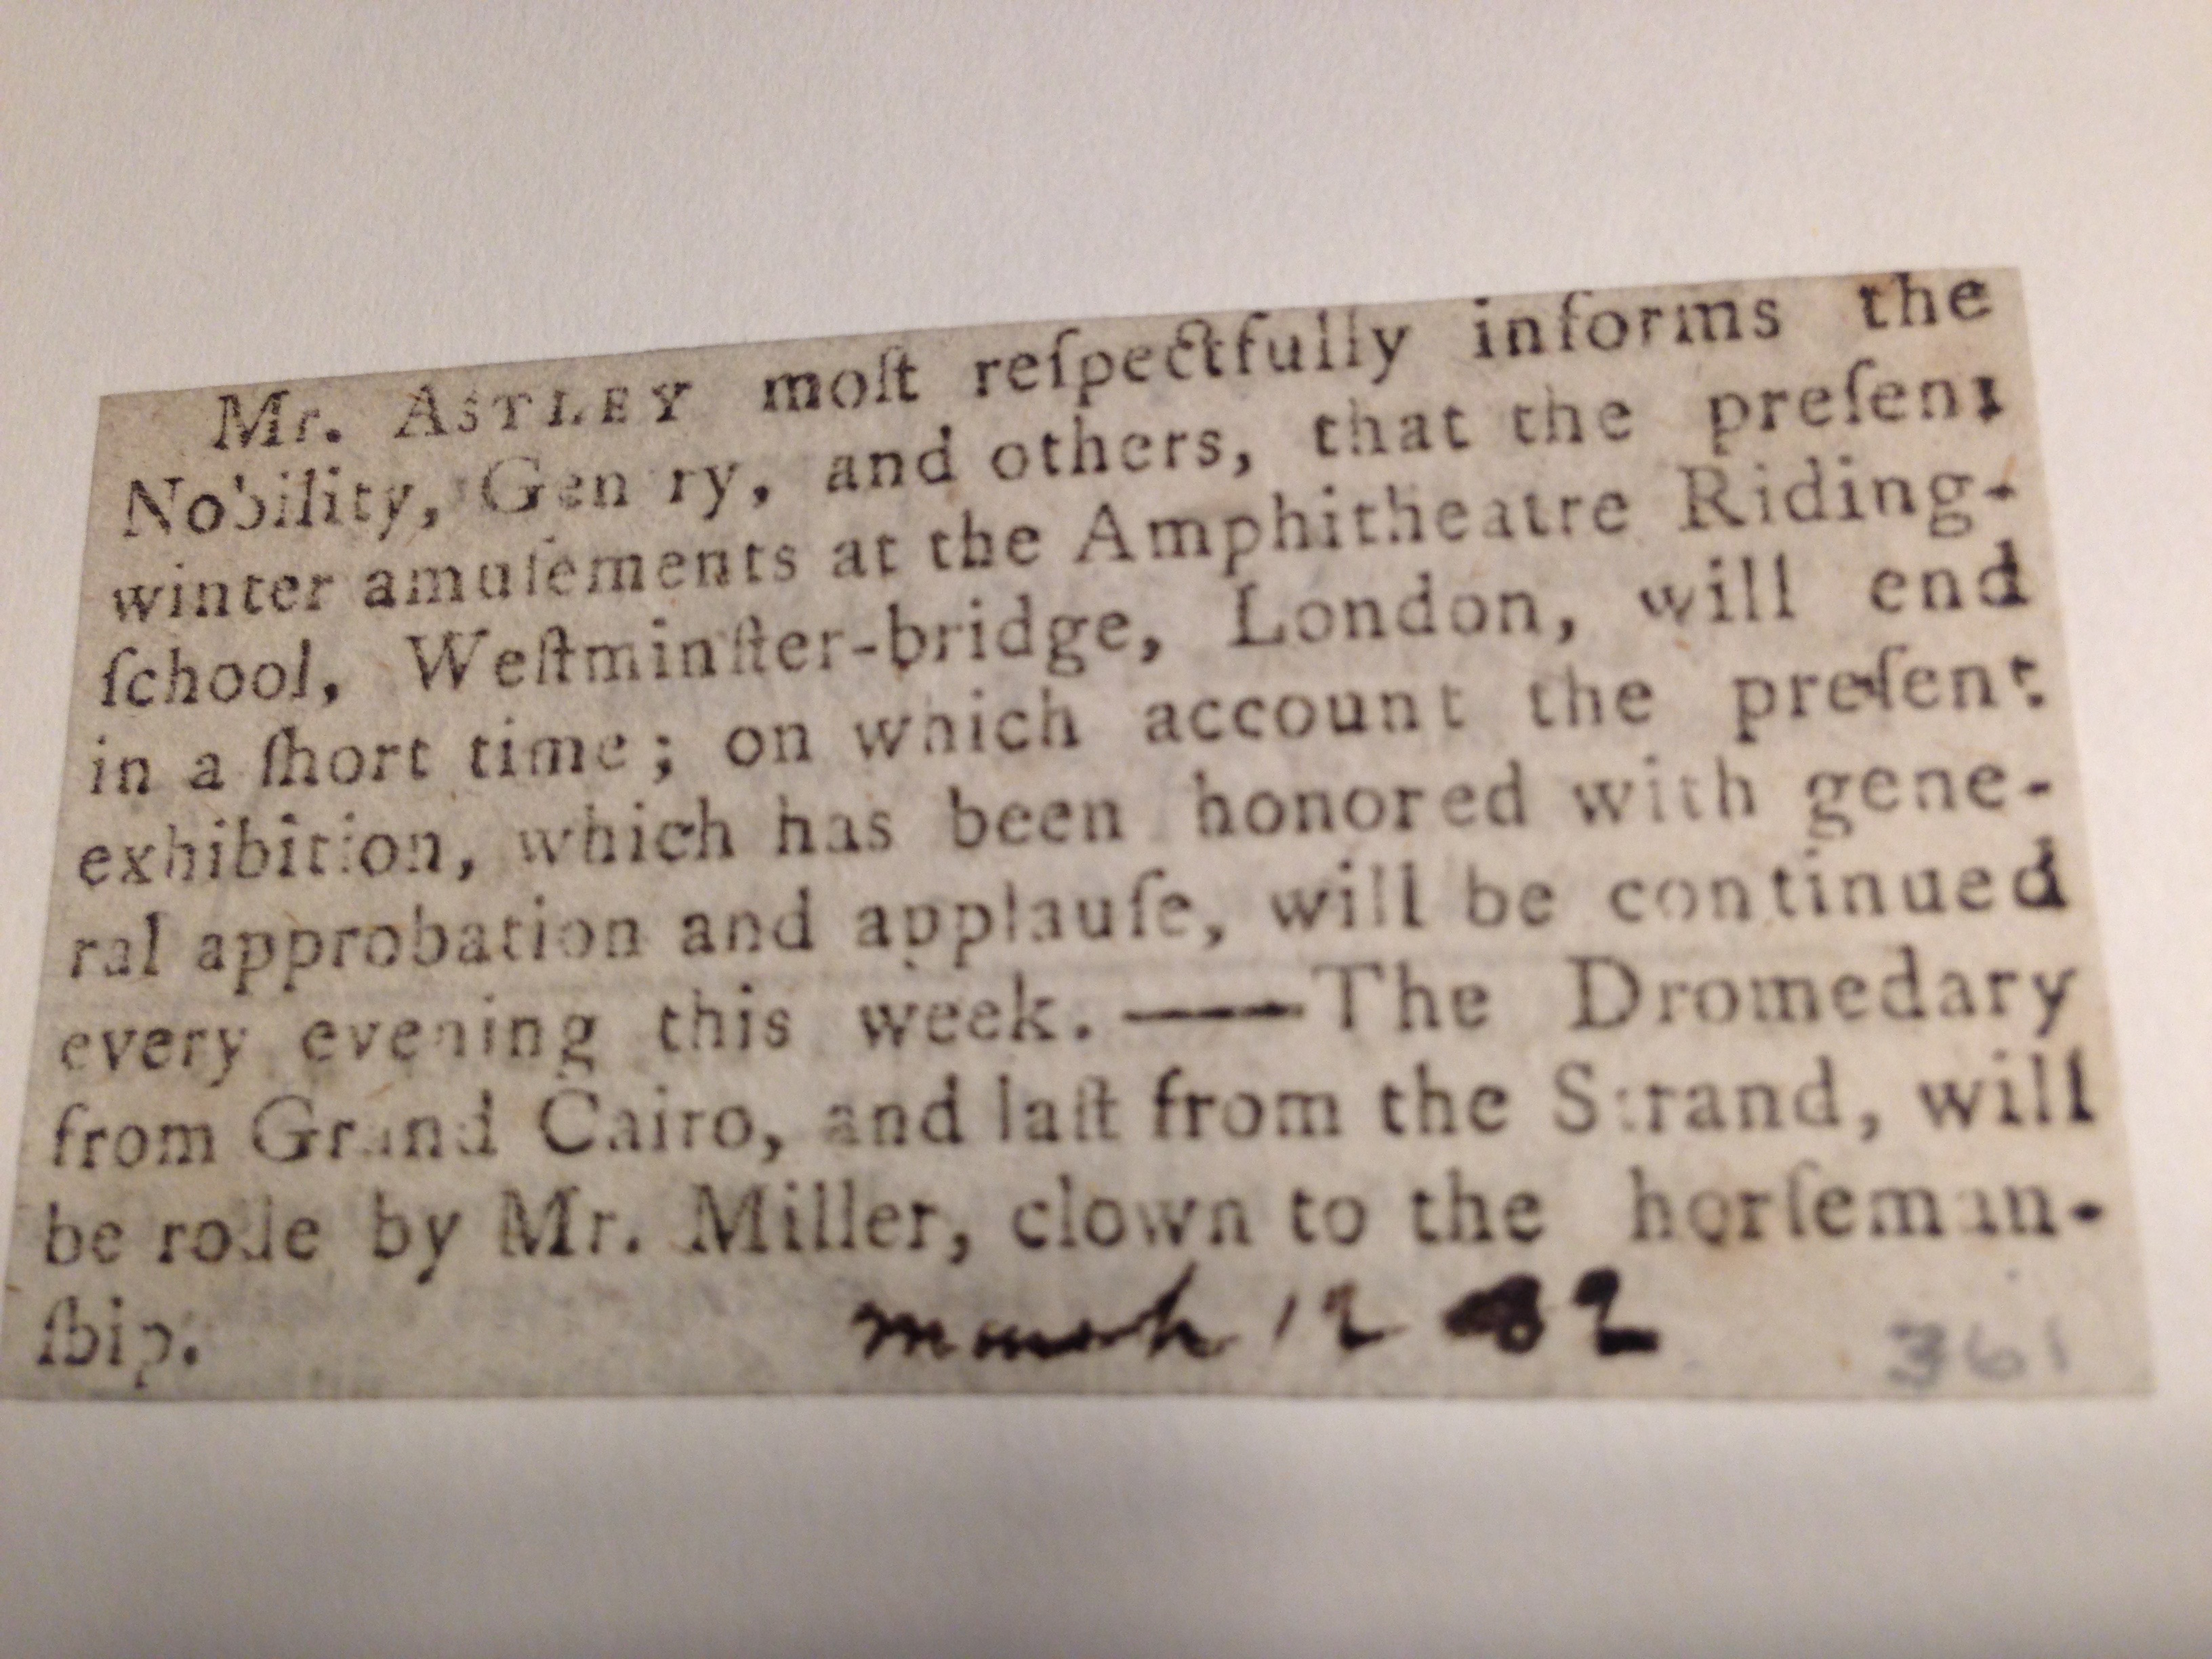 Mr. ASTLEY moſt reſpectfully informs the
Nobility, Gen ry, and others, that the preſent
winter amuſements at the Amphitheatre Riding-
ſchool, Weſtminſter-bridge, London, will end
in a ſhort time; on which account the preſent
exhibition, which has been honored with gene-
ral approbation and applauſe, will be continued
every evening this week. —— The Dromedary
from Grand Cairo, and laſt from the Strand, will
be rode by Mr. Miller, clown to the horſeman-
ſhip.
March 12 82
361